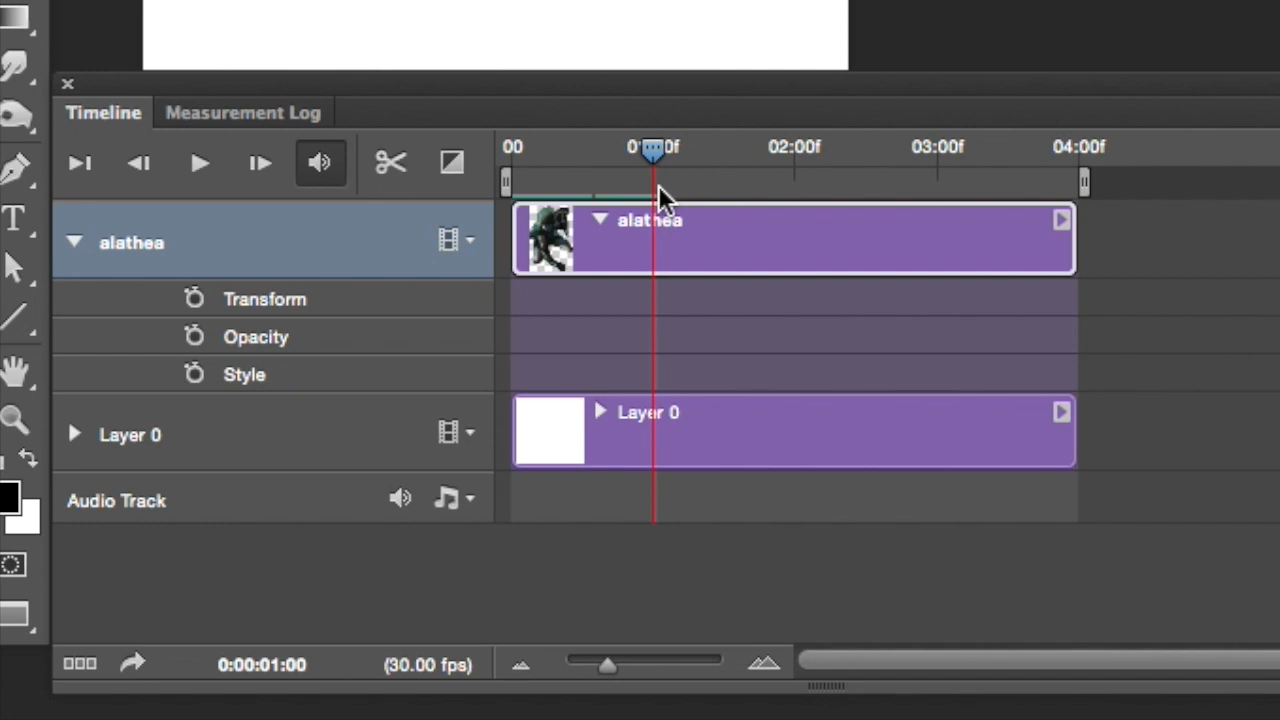 Timeline Measurement Log
00 02:00f 03:00f 04:00f
alathea alathea
Transform
Opacity
Style
Layer 0 Layer 0
Audio Track
0:00:01:00 (30.00 fps)
T